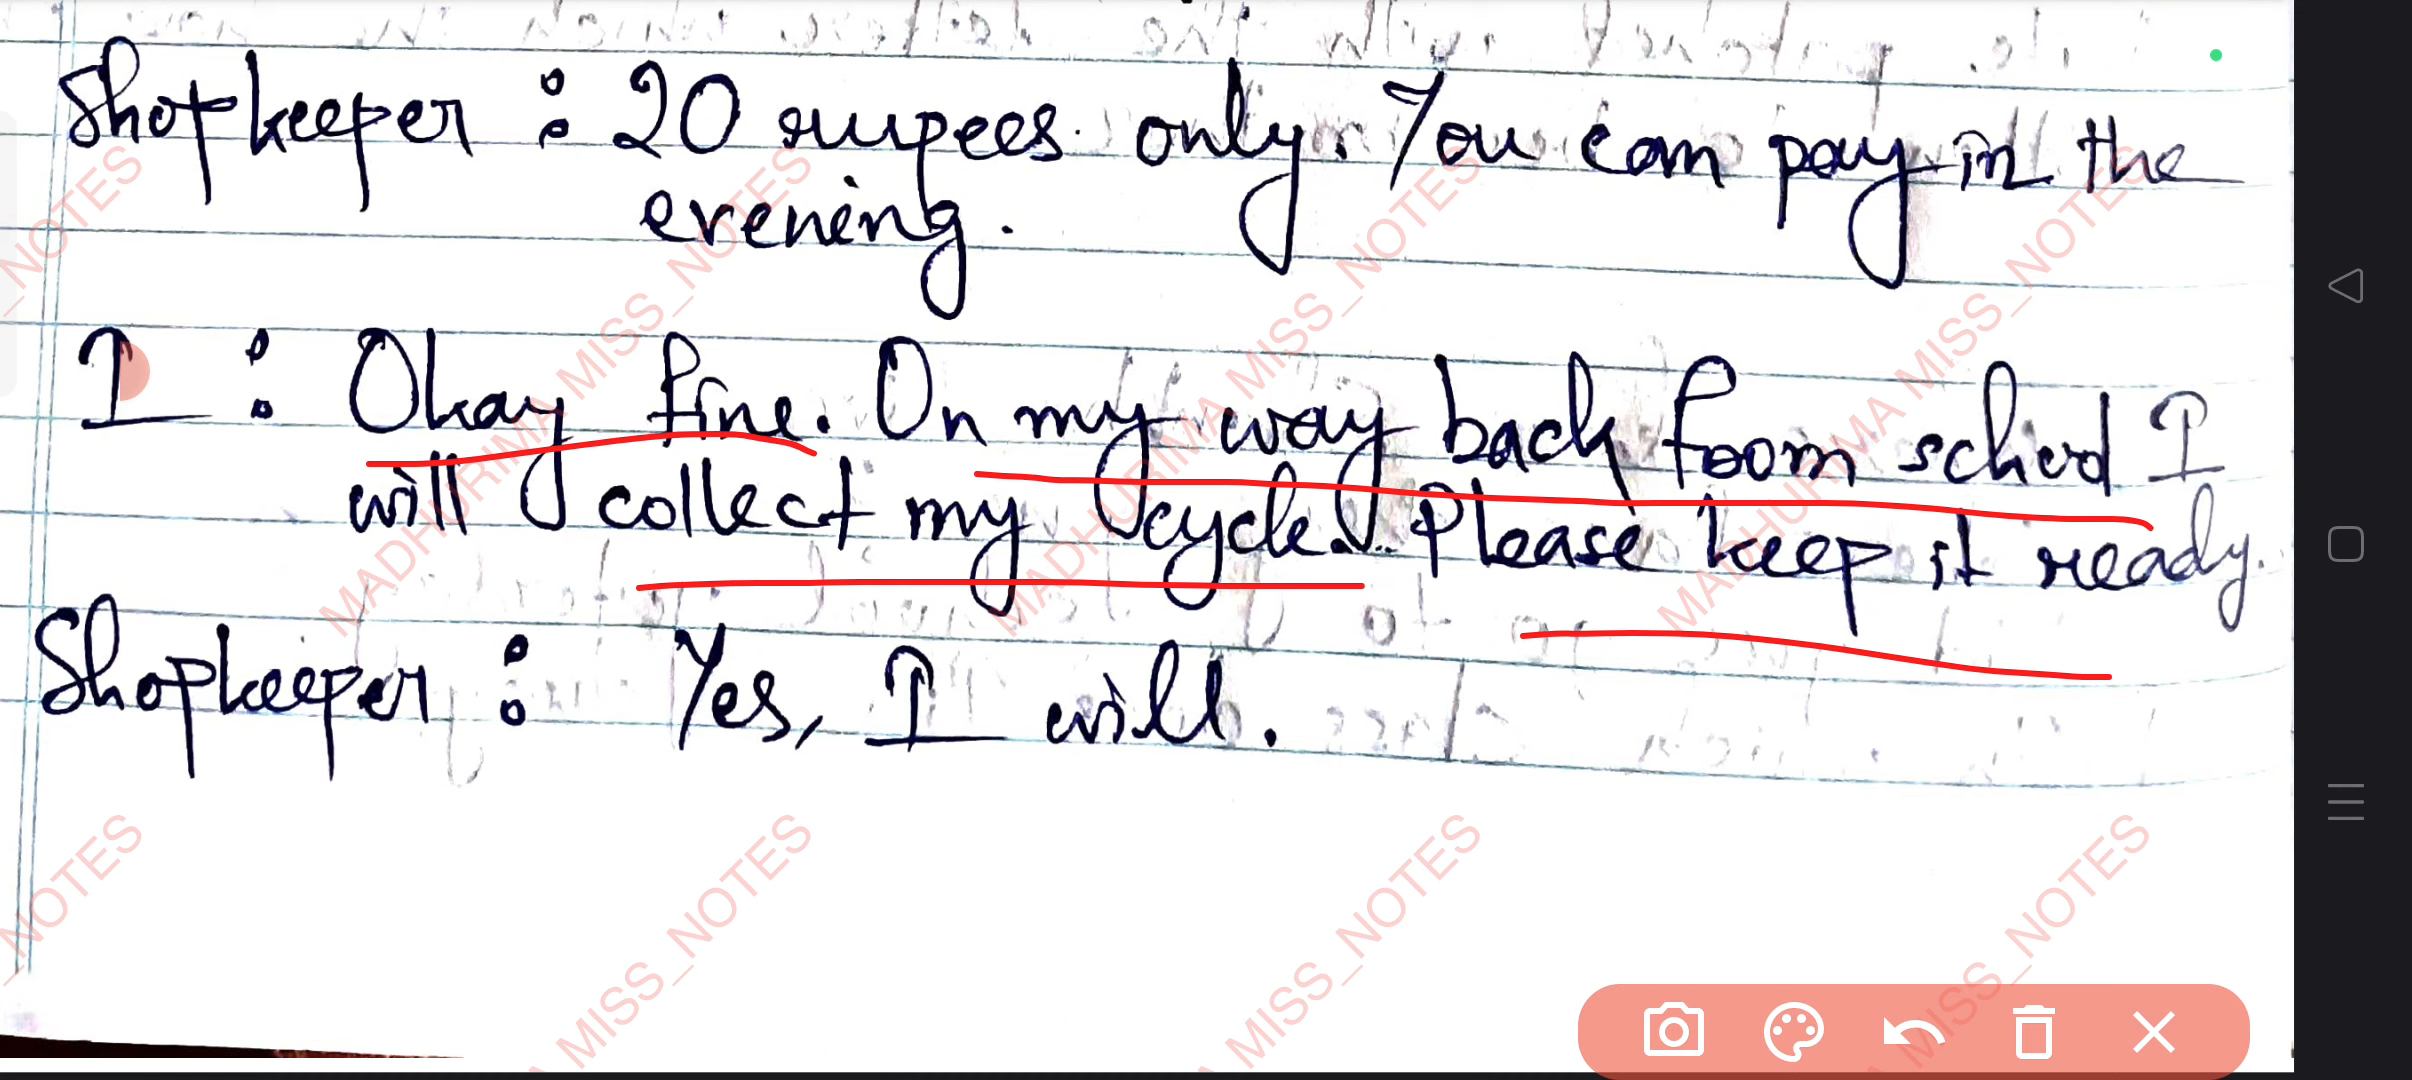 Shopkeeper : 20 rupees only. You can pay in the
evening.
I : Okay fine. On my way back from school I
will collect my cycle. Please keep it ready.
Shopkeeper : Yes, I will.
MADHURIMA MISS_NOTES